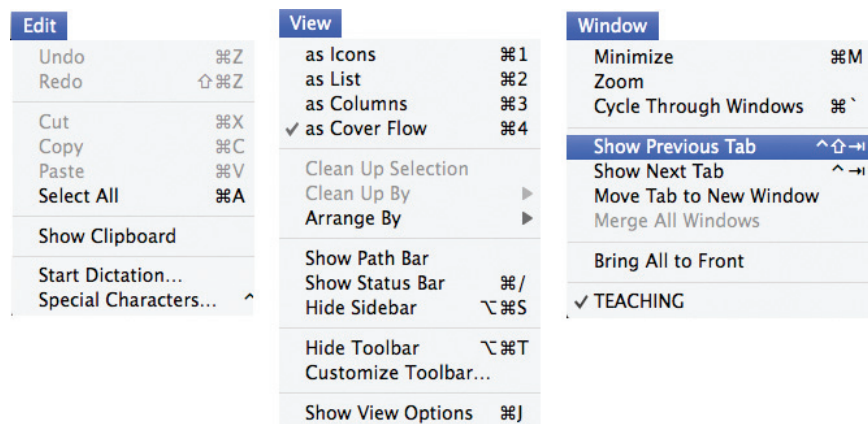 Edit
Undo ⌘Z
Redo ⇧⌘Z
Cut ⌘X
Copy ⌘C
Paste ⌘V
Select All ⌘A
Show Clipboard
Start Dictation...
Special Characters... ^
View
as Icons ⌘1
as List ⌘2
as Columns ⌘3
✓ as Cover Flow ⌘4
Clean Up Selection
Clean Up By ▶
Arrange By ▶
Show Path Bar
Show Status Bar ⌘/
Hide Sidebar ⌥⌘S
Hide Toolbar ⌥⌘T
Customize Toolbar...
Show View Options ⌘J
Window
Minimize ⌘M
Zoom
Cycle Through Windows ⌘`
Show Previous Tab ^⇧⇥
Show Next Tab ^⇥
Move Tab to New Window
Merge All Windows
Bring All to Front
✓ TEACHING